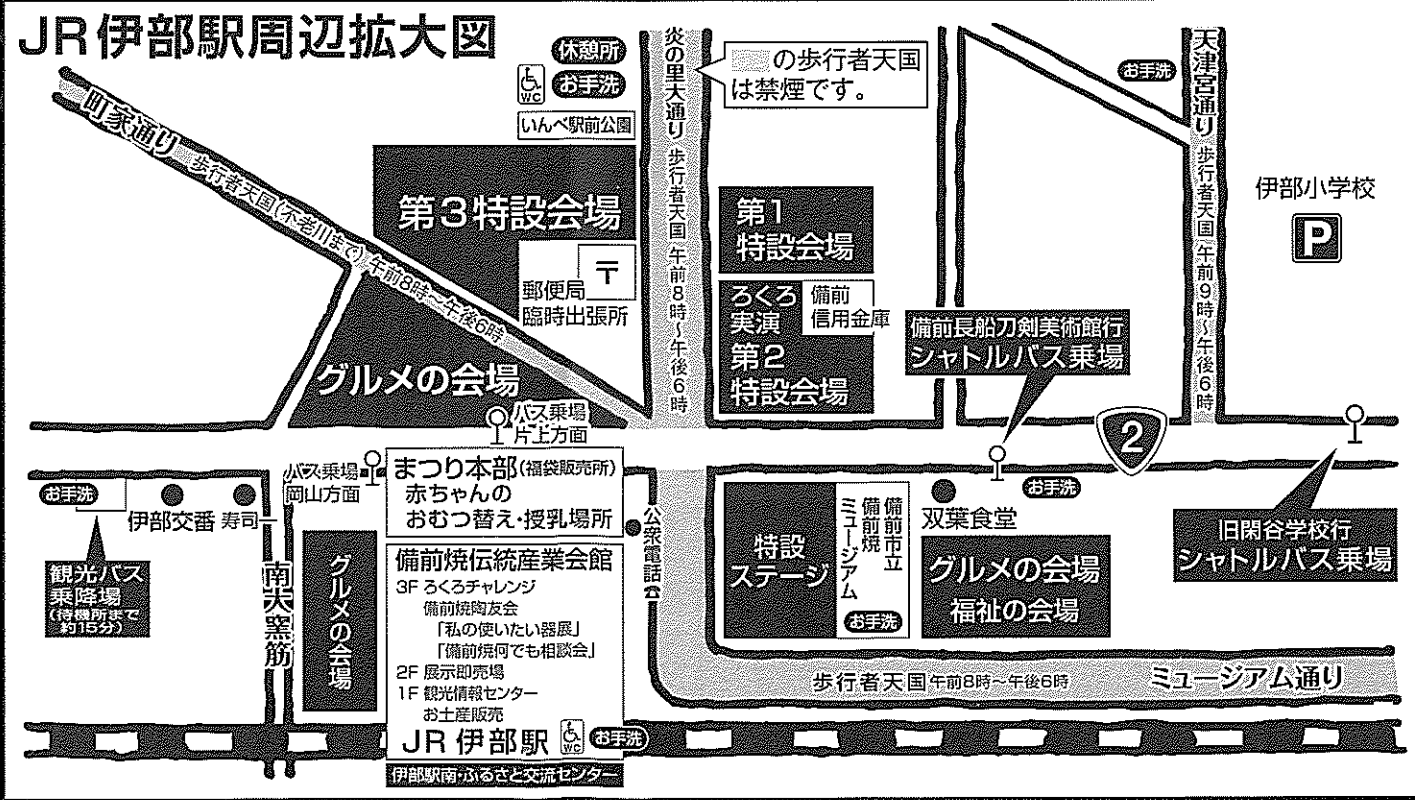 JR伊部駅周辺拡大図
休憩所
WC
お手洗
いんべ駅前公園
炎の里大通り 歩行者天国 午前8時~午後6時
の歩行者天国
は禁煙です。
お手洗
天津宮通り 歩行者天国 午前9時~午後6時
町家通り 歩行者天国(不老川まで)午前8時~午後6時
第3特設会場
〒
郵便局
臨時出張所
グルメの会場
第1
特設会場
ろくろ
実演
備前
信用金庫
第2
特設会場
伊部小学校
P
備前長船刀剣美術館行
シャトルバス乗場
2
バス乗場
片上方面
バス乗場
岡山方面
お手洗
伊部交番
寿司
観光バス
乗降場
(待機所まで
約15分)
南大窯筋
グルメの会場
まつり本部(福袋販売所)
赤ちゃんの
おむつ替え・授乳場所
公衆電話☎
備前焼伝統産業会館
3F ろくろチャレンジ
備前焼陶友会
「私の使いたい器展」
「備前焼何でも相談会」
2F 展示即売場
1F 観光情報センター
お土産販売
JR 伊部駅
WC
お手洗
伊部駅南・ふるさと交流センター
特設
ステージ
備前市立
備前焼
ミュージアム
お手洗
双葉食堂
お手洗
グルメの会場
福祉の会場
旧閑谷学校行
シャトルバス乗場
歩行者天国 午前8時~午後6時
ミュージアム通り